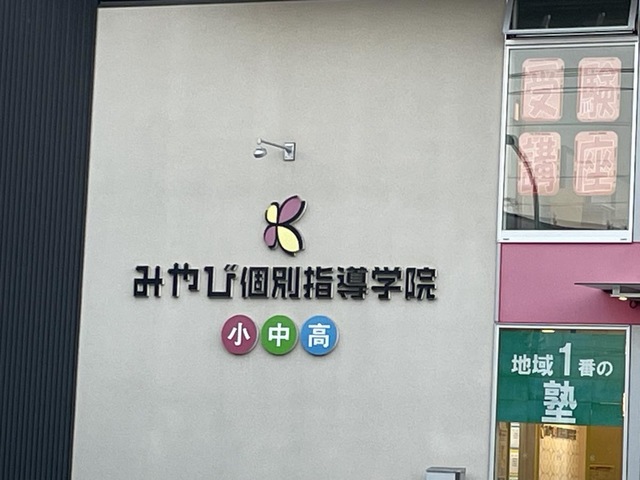 みやび個別指導学院
小中高
受験
講座
地域1番の
塾